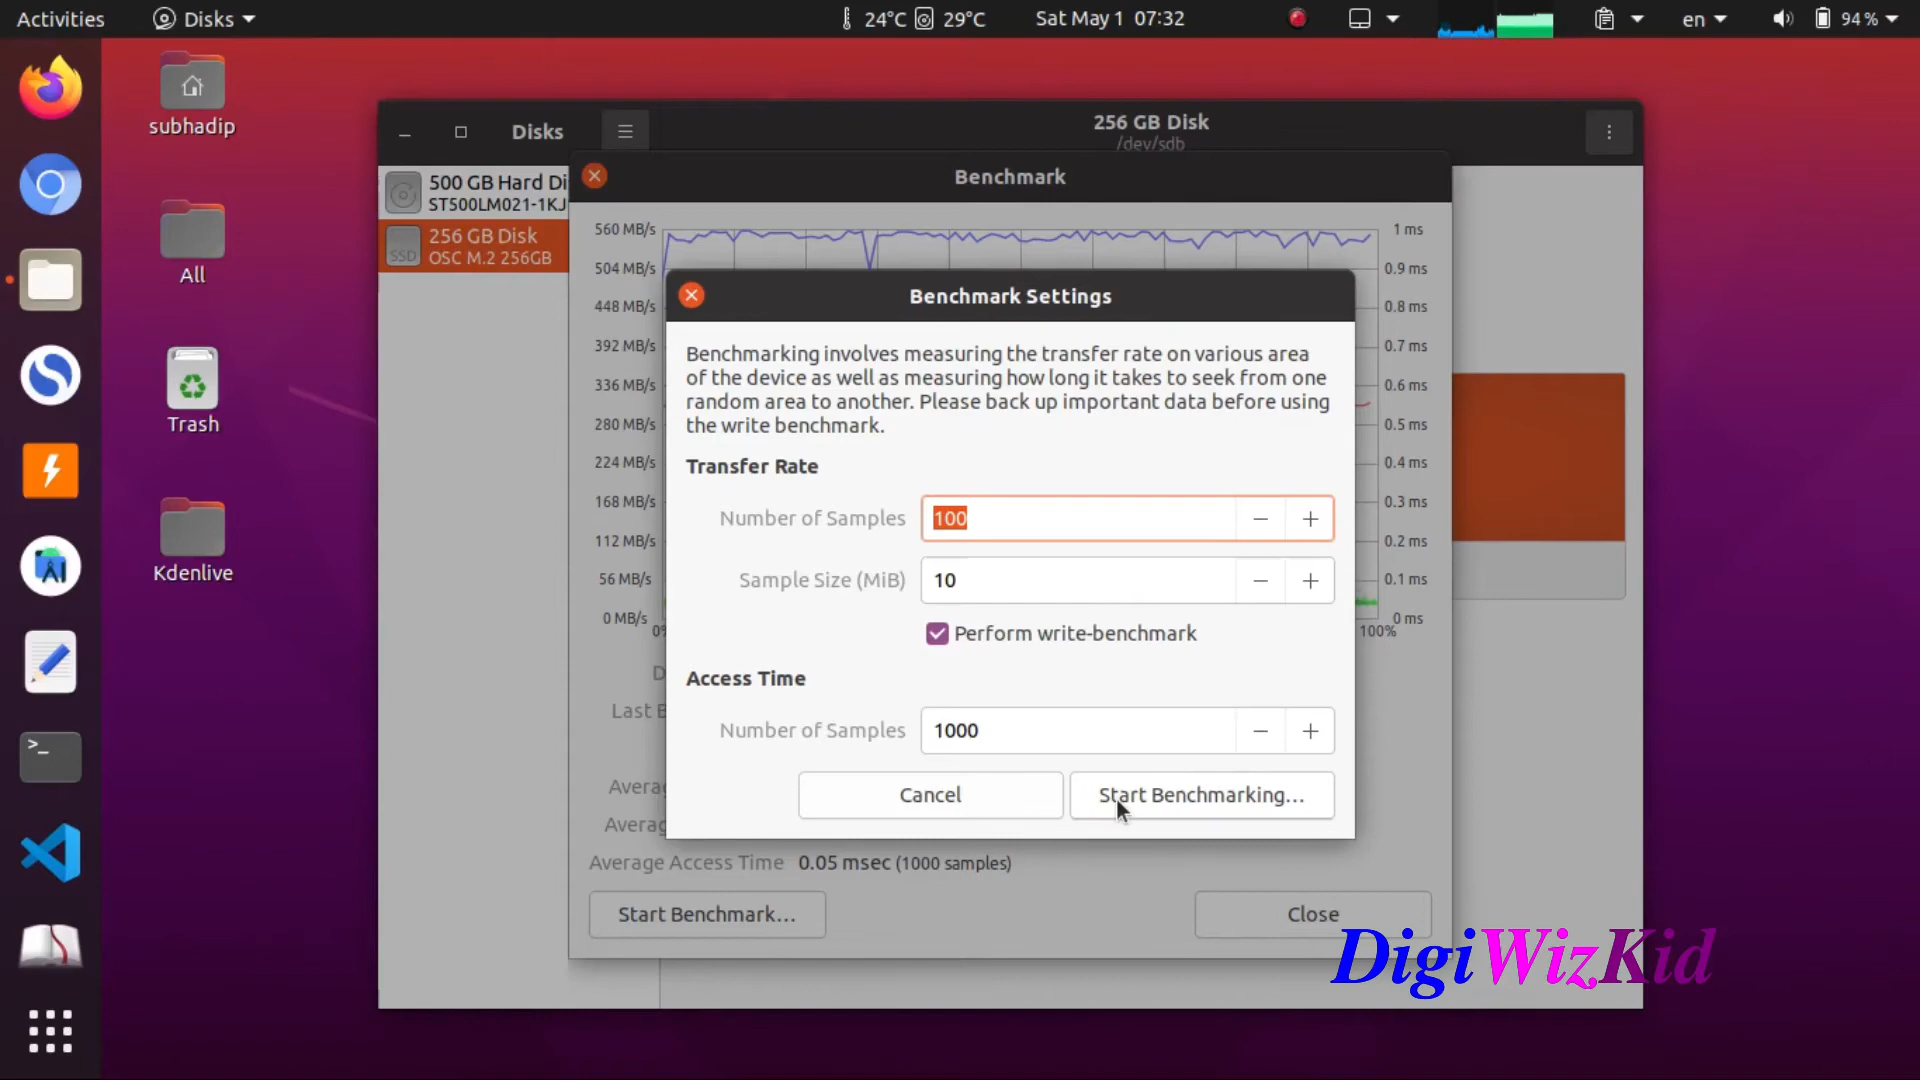 Activities
Disks
24°C
29°C
Sat May 1 07:32
en
94 %
subhadip
All
Trash
Kdenlive
Disks
256 GB Disk
/dev/sdb
500 GB Hard Di
ST500LM021-1KJ
SSD
256 GB Disk
OSC M.2 256GB
Benchmark
560 MB/s
504 MB/s
448 MB/s
392 MB/s
336 MB/s
280 MB/s
224 MB/s
168 MB/s
112 MB/s
56 MB/s
0 MB/s
1 ms
0.9 ms
0.8 ms
0.7 ms
0.6 ms
0.5 ms
0.4 ms
0.3 ms
0.2 ms
0.1 ms
0 ms
100%
Benchmark Settings
Benchmarking involves measuring the transfer rate on various area
of the device as well as measuring how long it takes to seek from one
random area to another. Please back up important data before using
the write benchmark.
Transfer Rate
Number of Samples 100
Sample Size (MiB) 10
Perform write-benchmark
Access Time
Number of Samples 1000
Cancel
Start Benchmarking…
D
Last B
Averag
Averag
Average Access Time 0.05 msec (1000 samples)
Start Benchmark…
Close
DigiWizKid